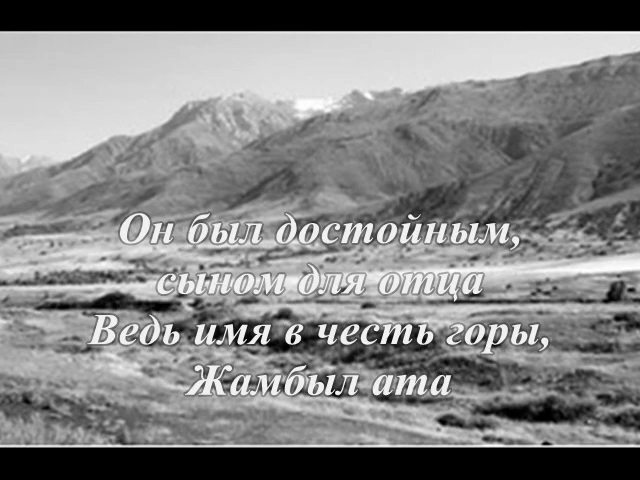 Он был достойным,
сыном для отца
Ведь имя в честь горы,
Жамбыл ата